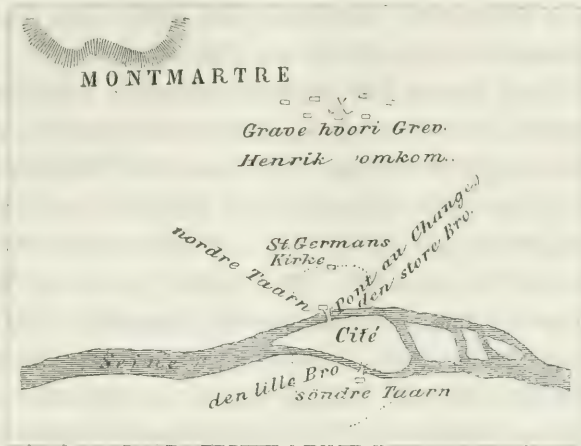 MONTMARTRE
Grave hvori Grev.
Henrik omkom.
nordre Taarn
St. Germans
Kirke
Pont au Change
den store Bro.
Cité
Seine
den lille Bro
söndre Taarn